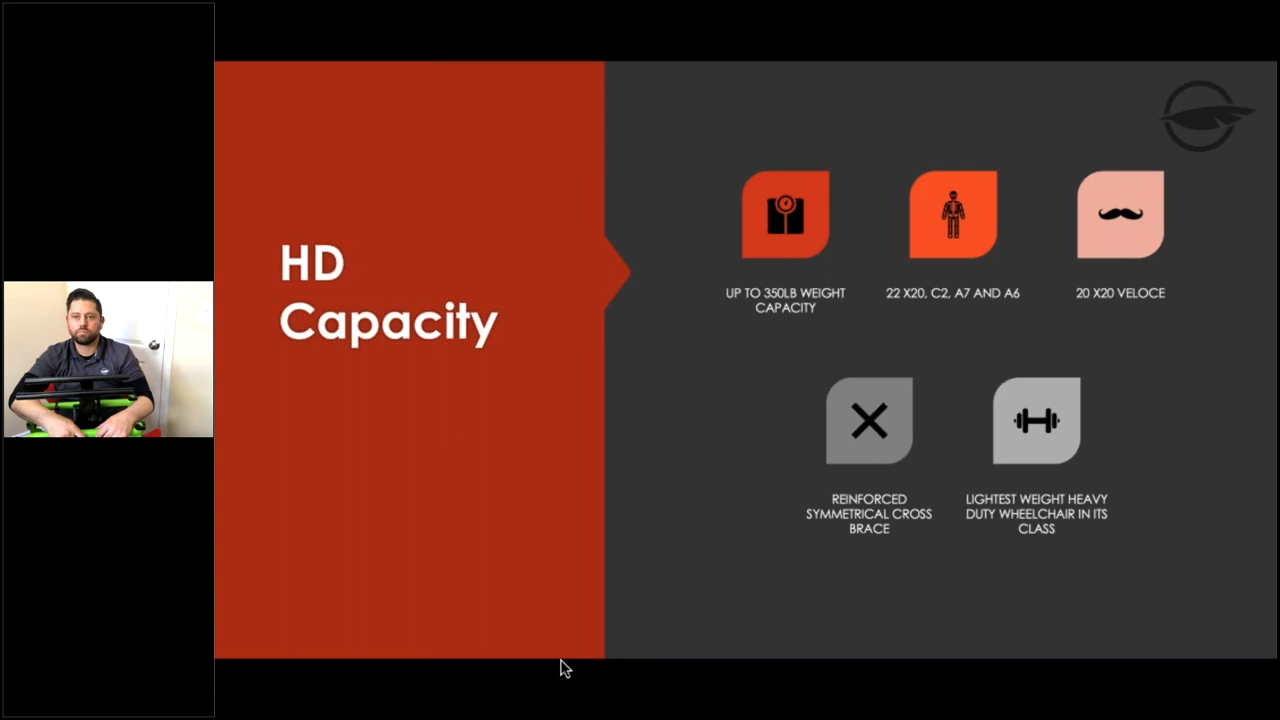 HD
Capacity
UP TO 350LB WEIGHT
CAPACITY
22 X20, C2, A7 AND A6
20 X20 VELOCE
REINFORCED
SYMMETRICAL CROSS
BRACE
LIGHTEST WEIGHT HEAVY
DUTY WHEELCHAIR IN ITS
CLASS